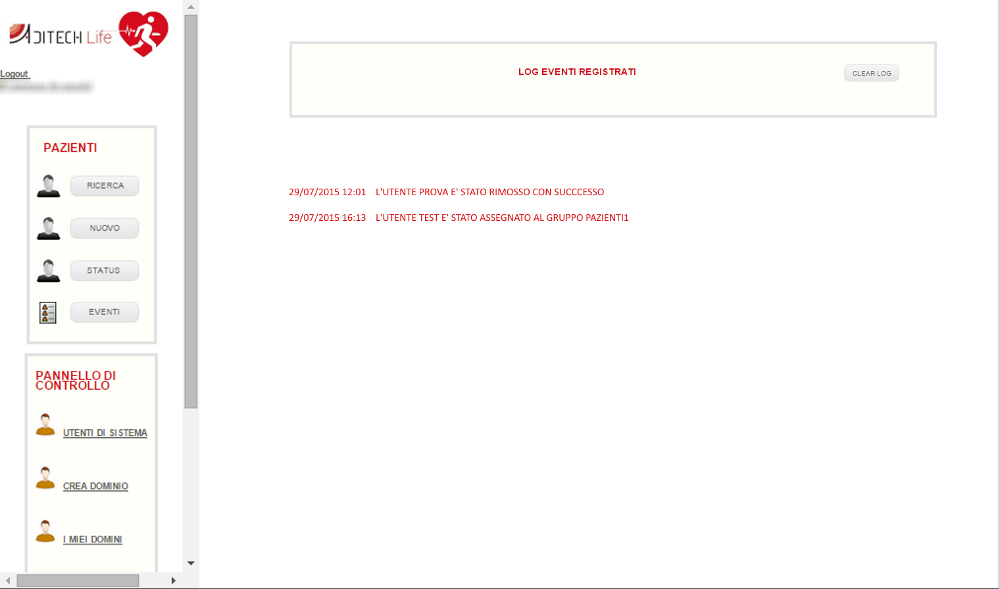 ADITECH Life
Logout
PAZIENTI
RICERCA
NUOVO
STATUS
EVENTI
PANNELLO DI
CONTROLLO
UTENTI DI SISTEMA
CREA DOMINIO
I MIEI DOMINI
LOG EVENTI REGISTRATI
CLEAR LOG
29/07/2015 12:01 L'UTENTE PROVA E' STATO RIMOSSO CON SUCCCESSO
29/07/2015 16:13 L'UTENTE TEST E' STATO ASSEGNATO AL GRUPPO PAZIENTI1